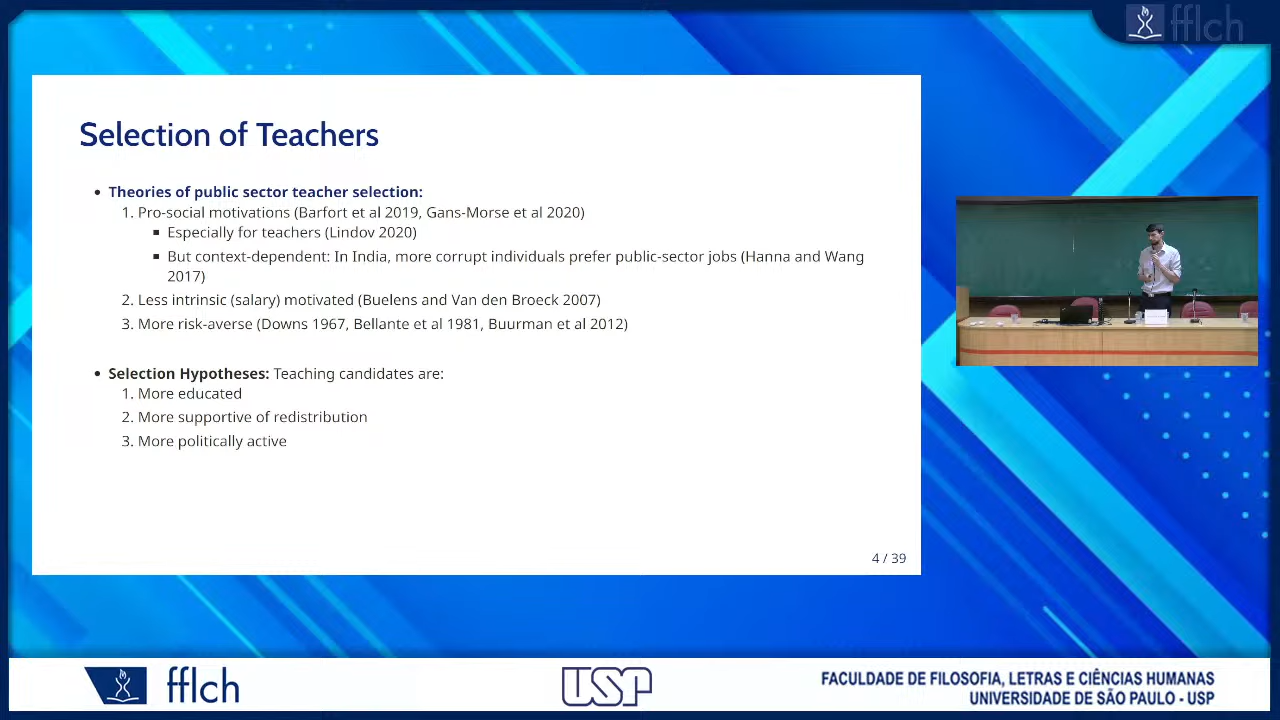 fflch
Selection of Teachers
• Theories of public sector teacher selection:
1. Pro-social motivations (Barfort et al 2019, Gans-Morse et al 2020)
▪ Especially for teachers (Lindov 2020)
▪ But context-dependent: In India, more corrupt individuals prefer public-sector jobs (Hanna and Wang
2017)
2. Less intrinsic (salary) motivated (Buelens and Van den Broeck 2007)
3. More risk-averse (Downs 1967, Bellante et al 1981, Buurman et al 2012)
• Selection Hypotheses: Teaching candidates are:
1. More educated
2. More supportive of redistribution
3. More politically active
4 / 39
fflch
USP
FACULDADE DE FILOSOFIA, LETRAS E CIÊNCIAS HUMANAS
UNIVERSIDADE DE SÃO PAULO - USP